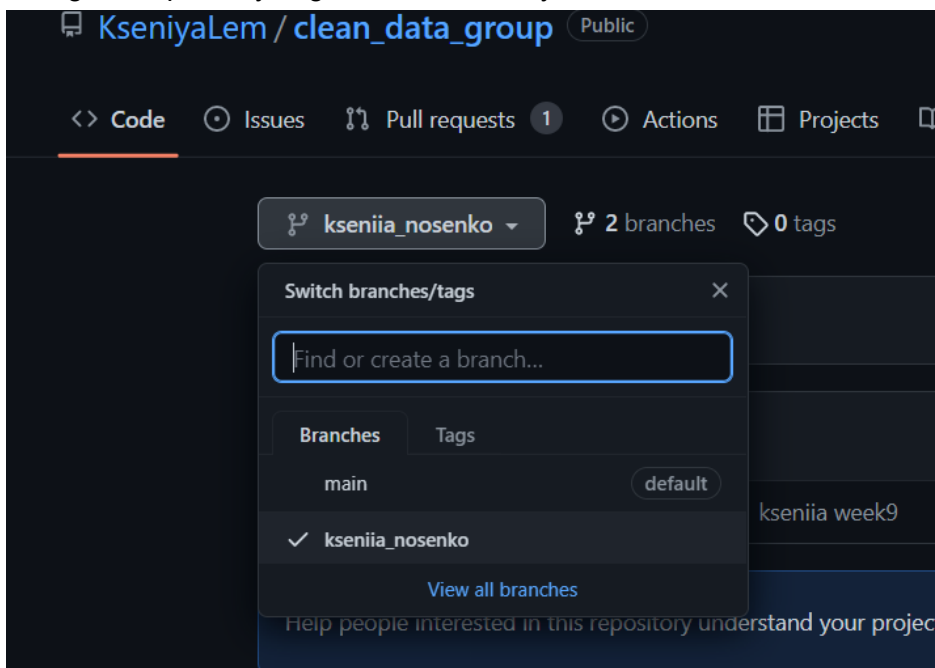 KseniyaLem / clean_data_group Public
Code Issues Pull requests 1 Actions Projects
kseniia_nosenko 2 branches 0 tags
Switch branches/tags
Find or create a branch...
Branches Tags
main default
kseniia_nosenko
kseniia week9
View all branches
Help people interested in this repository understand your projec